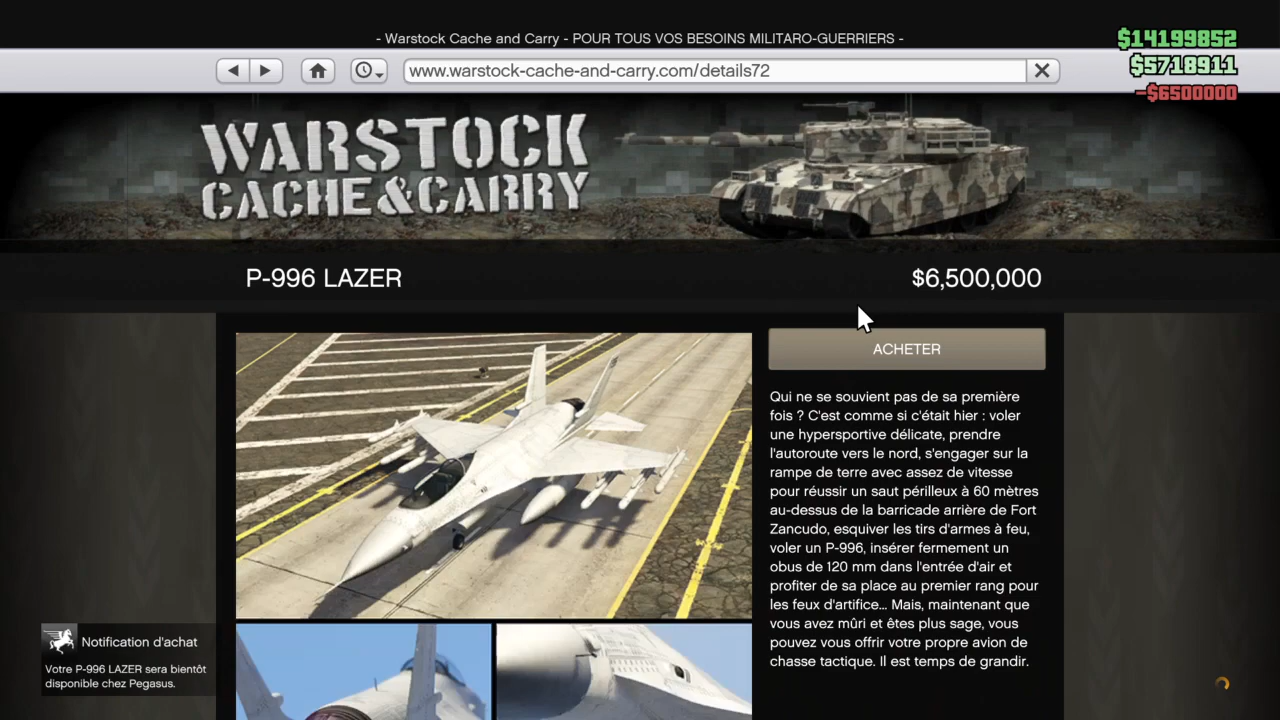 - Warstock Cache and Carry - POUR TOUS VOS BESOINS MILITARO-GUERRIERS -
$14199852
$5718911
-$6500000
www.warstock-cache-and-carry.com/details72
WARSTOCK
CACHE&CARRY
P-996 LAZER
$6,500,000
ACHETER
Qui ne se souvient pas de sa première
fois ? C'est comme si c'était hier : voler
une hypersportive délicate, prendre
l'autoroute vers le nord, s'engager sur la
rampe de terre avec assez de vitesse
pour réussir un saut périlleux à 60 mètres
au-dessus de la barricade arrière de Fort
Zancudo, esquiver les tirs d'armes à feu,
voler un P-996, insérer fermement un
obus de 120 mm dans l'entrée d'air et
profiter de sa place au premier rang pour
les feux d'artifice... Mais, maintenant que
vous avez mûri et êtes plus sage, vous
pouvez vous offrir votre propre avion de
chasse tactique. Il est temps de grandir.
Notification d'achat
Votre P-996 LAZER sera bientôt
disponible chez Pegasus.